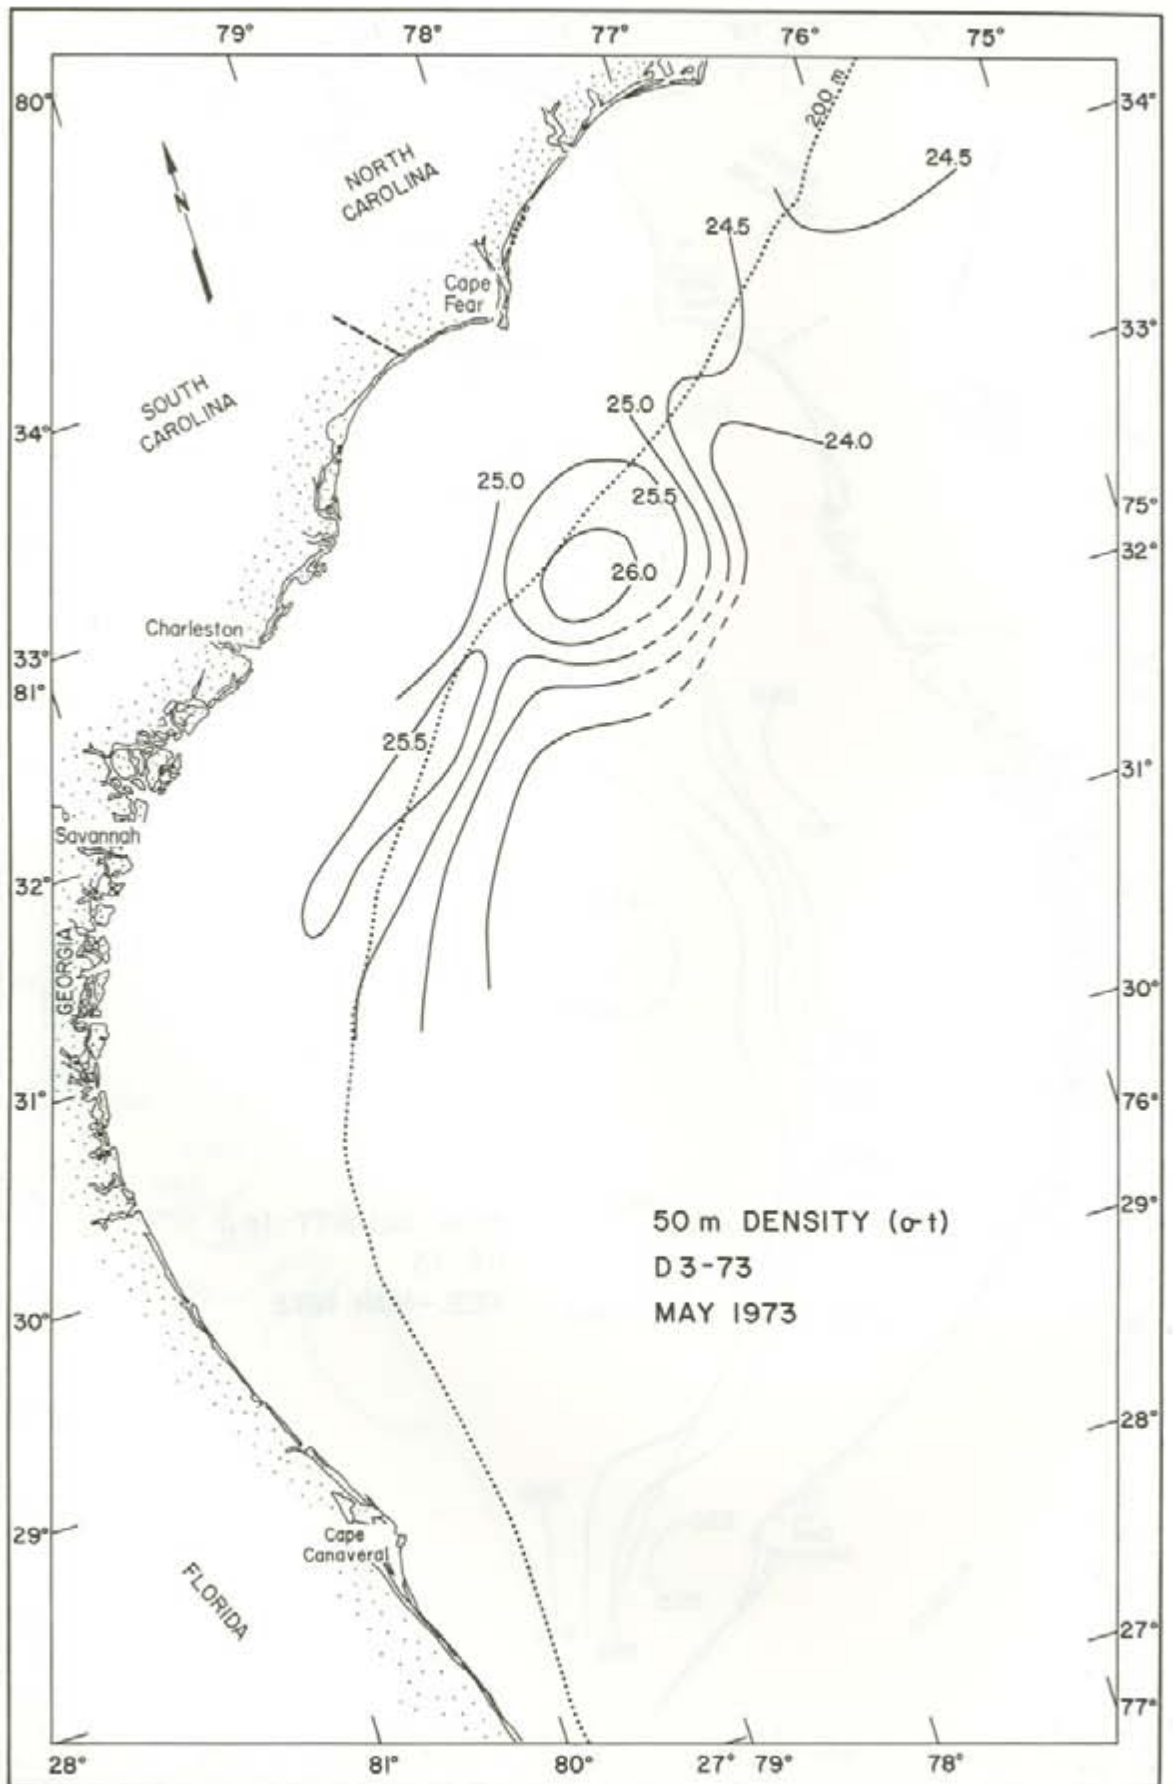 79° 78° 77° 76° 75°
80°
34°
200 m
24.5
NORTH
CAROLINA
N
24.5
Cape
Fear
33°
SOUTH
CAROLINA
25.0
34°
24.0
25.0
25.5
75°
32°
26.0
Charleston
33°
81°
25.5
31°
Savannah
32°
GEORGIA
30°
31°
76°
29°
50 m DENSITY (σ-t)
D 3-73
MAY 1973
30°
28°
29°
Cape
Canaveral
FLORIDA
27°
77°
28° 81° 80° 27° 79° 78°